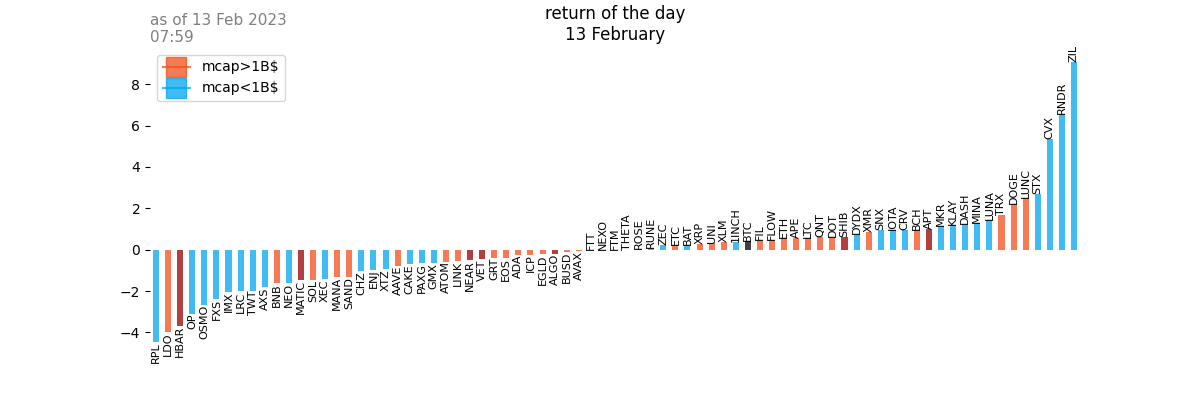 as of 13 Feb 2023
07:59
return of the day
13 February
mcap>1B$
mcap<1B$
8
6
4
2
0
−2
−4
RPL
LDO
HBAR
OP
OSMO
FXS
IMX
LRC
TWT
AXS
BNB
NEO
MATIC
SOL
XEC
MANA
SAND
CHZ
ENJ
XTZ
AAVE
CAKE
PAXG
GMX
ATOM
LINK
NEAR
VET
GRT
EOS
ADA
ICP
EGLD
ALGO
BUSD
AVAX
FTT
NEXO
FTM
THETA
ROSE
RUNE
ZEC
ETC
BAT
XRP
UNI
XLM
1INCH
BTC
FIL
FLOW
ETH
APE
LTC
QNT
DOT
SHIB
DYDX
XMR
SNX
IOTA
CRV
BCH
APT
MKR
KLAY
DASH
MINA
LUNA
TRX
DOGE
LUNC
STX
CVX
RNDR
ZIL